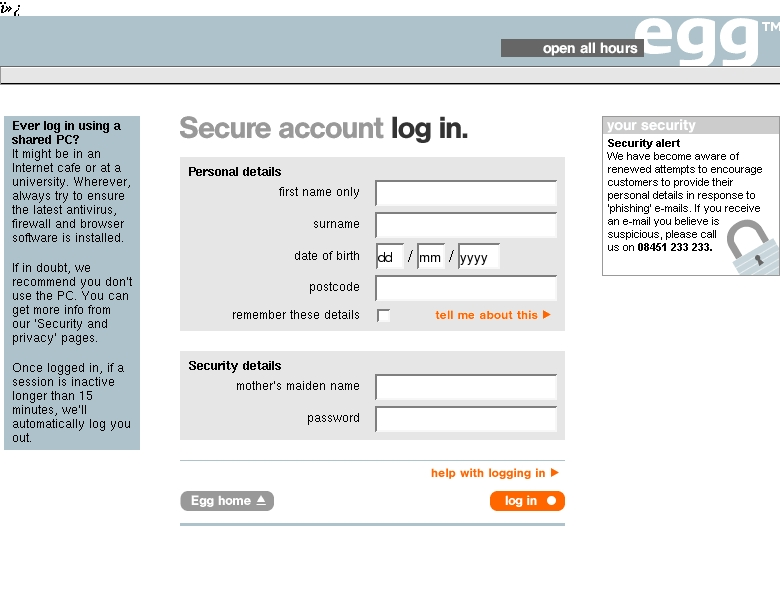 ï»¿
egg™
open all hours
Ever log in using a
shared PC?
It might be in an
Internet cafe or at a
university. Wherever,
always try to ensure
the latest antivirus,
firewall and browser
software is installed.
If in doubt, we
recommend you don't
use the PC. You can
get more info from
our 'Security and
privacy' pages.
Once logged in, if a
session is inactive
longer than 15
minutes, we'll
automatically log you
out.
Secure account log in.
Personal details
first name only
surname
date of birth dd / mm / yyyy
postcode
remember these details tell me about this
Security details
mother's maiden name
password
help with logging in
Egg home log in
your security
Security alert
We have become aware of
renewed attempts to encourage
customers to provide their
personal details in response to
'phishing' e-mails. If you receive
an e-mail you believe is
suspicious, please call
us on 08451 233 233.